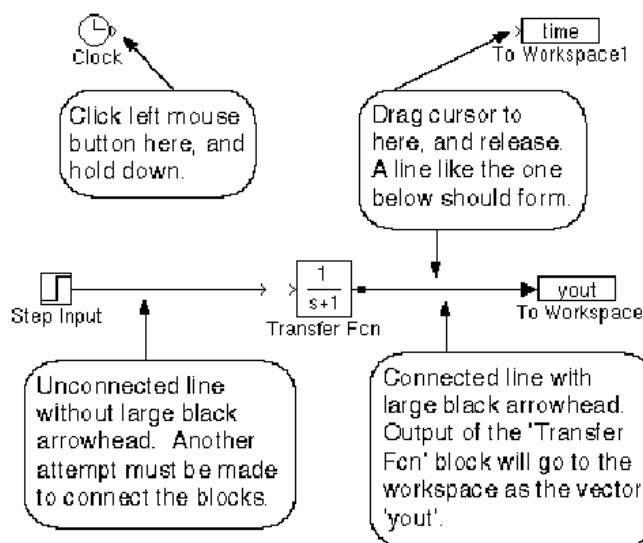 time
Clock
To Workspace1
Click left mouse
button here, and
hold down.
Drag cursor to
here, and release.
A line like the one
below should form.
1
s+1
yout
Step Input
Transfer Fcn
To Workspace
Unconnected line
without large black
arrowhead.  Another
attempt must be made
to connect the blocks.
Connected line with
large black arrowhead.
Output of the 'Transfer
Fcn' block will go to the
workspace as the vector
'yout'.